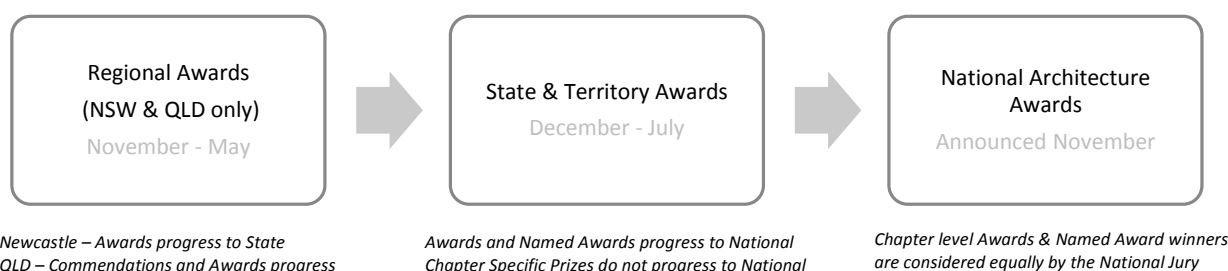 Regional Awards
(NSW & QLD only)
November - May
State & Territory Awards
December - July
National Architecture
Awards
Announced November
Newcastle – Awards progress to State
QLD – Commendations and Awards progress
Awards and Named Awards progress to National
Chapter Specific Prizes do not progress to National
Chapter level Awards & Named Award winners
are considered equally by the National Jury